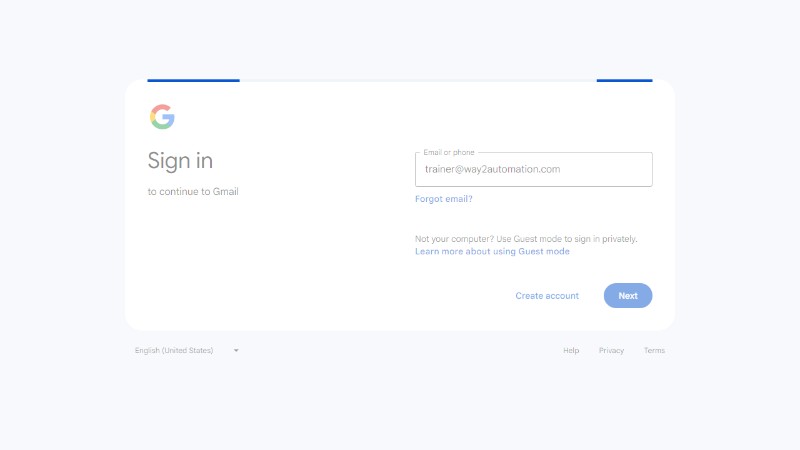 Sign in
to continue to Gmail
Email or phone
trainer@way2automation.com
Forgot email?
Not your computer? Use Guest mode to sign in privately.
Learn more about using Guest mode
Create account
Next
English (United States)
Help
Privacy
Terms